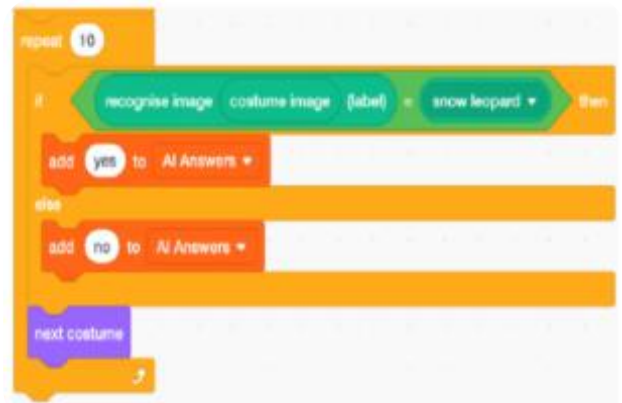 repeat 10
if recognise image costume image (label) = snow leopard then
add yes to AI Answers
else
add no to AI Answers
next costume